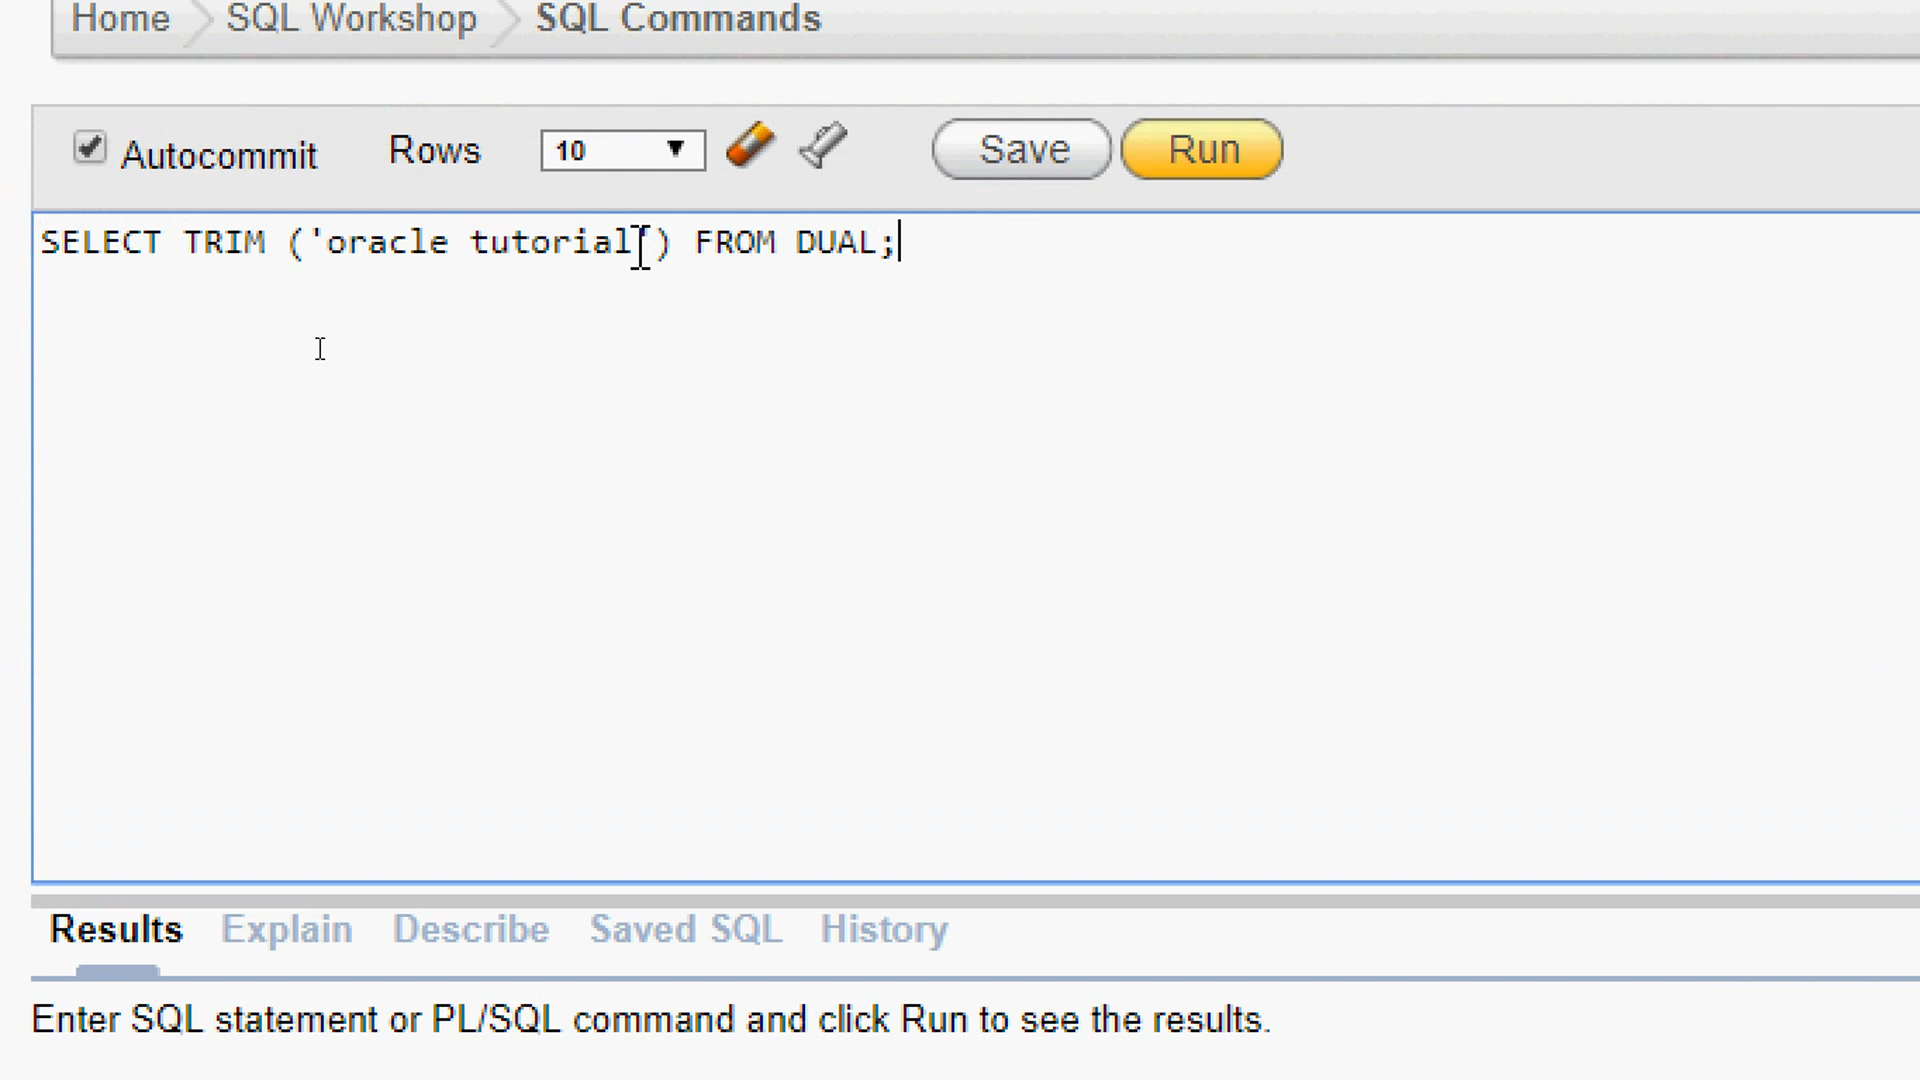 Home SQL Workshop SQL Commands
Autocommit Rows 10 Save Run
SELECT TRIM ('oracle tutorial') FROM DUAL;
Results Explain Describe Saved SQL History
Enter SQL statement or PL/SQL command and click Run to see the results.